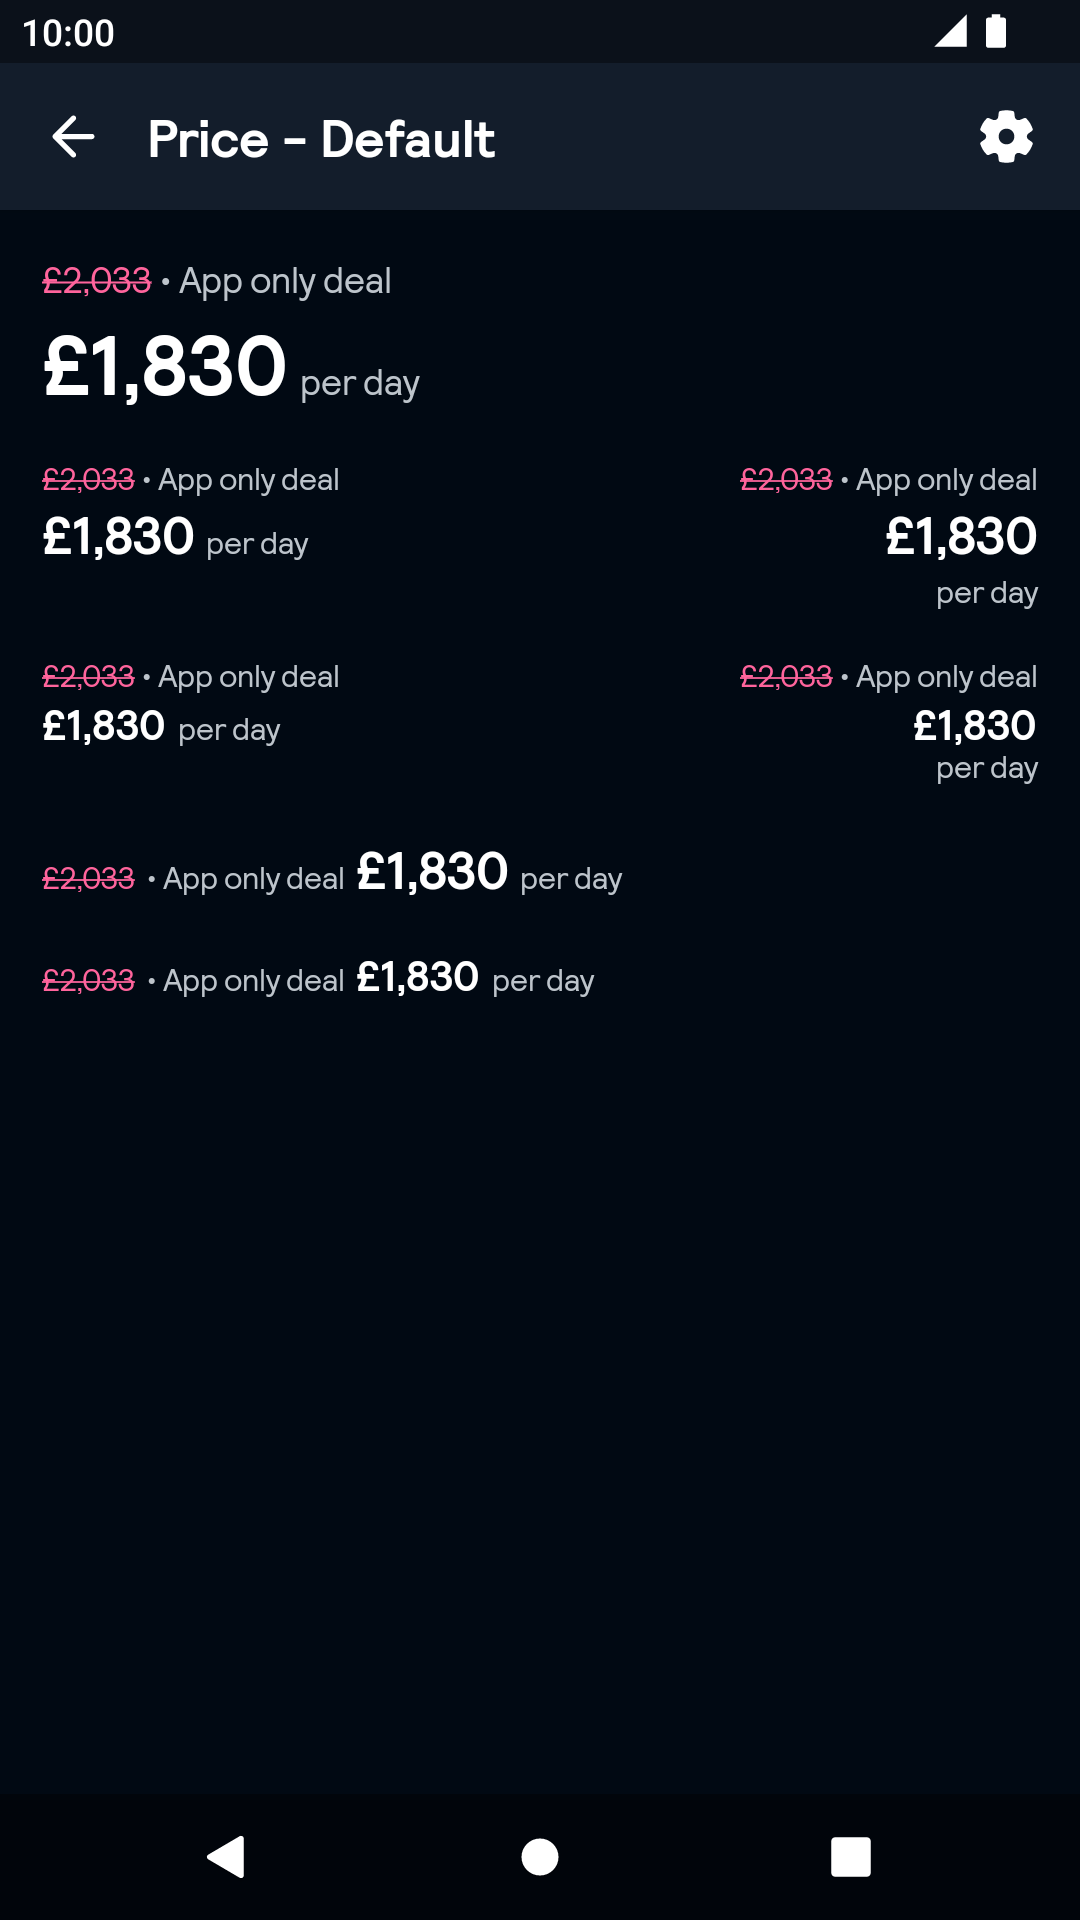 10:00
Price - Default
£2,033 • App only deal
£1,830 per day
£2,033 • App only deal
£1,830 per day
£2,033 • App only deal
£1,830
per day
£2,033 • App only deal
£1,830 per day
£2,033 • App only deal
£1,830
per day
£2,033 • App only deal £1,830 per day
£2,033 • App only deal £1,830 per day